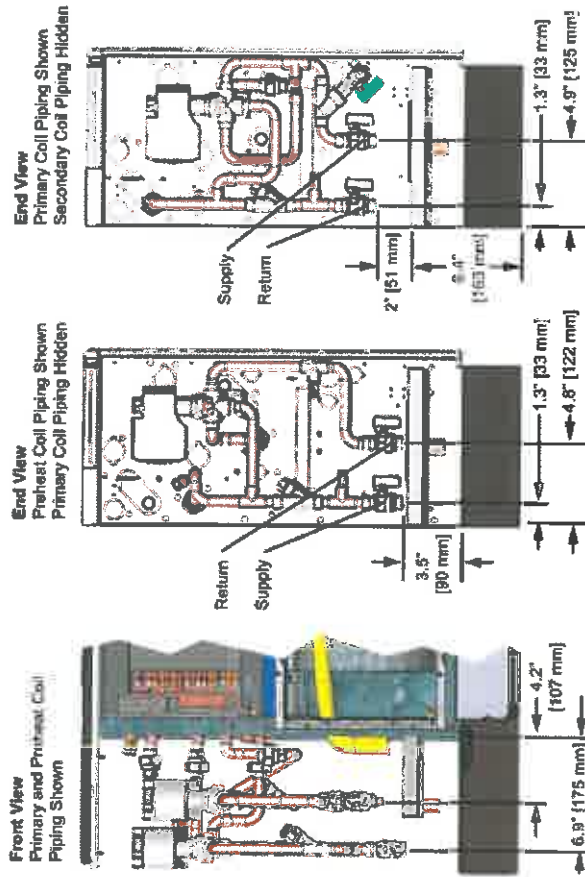 Front View
Primary and Preheat Coil
Piping Shown
4.2"
[107 mm]
6.9" [175 mm]
End View
Preheat Coil Piping Shown
Primary Coil Piping Hidden
Return
Supply
3.5"
[90 mm]
1.3" [33 mm]
4.8" [122 mm]
End View
Primary Coil Piping Shown
Secondary Coil Piping Hidden
Supply
Return
2" [51 mm]
[163 mm]
1.3" [33 mm]
4.9" [125 mm]